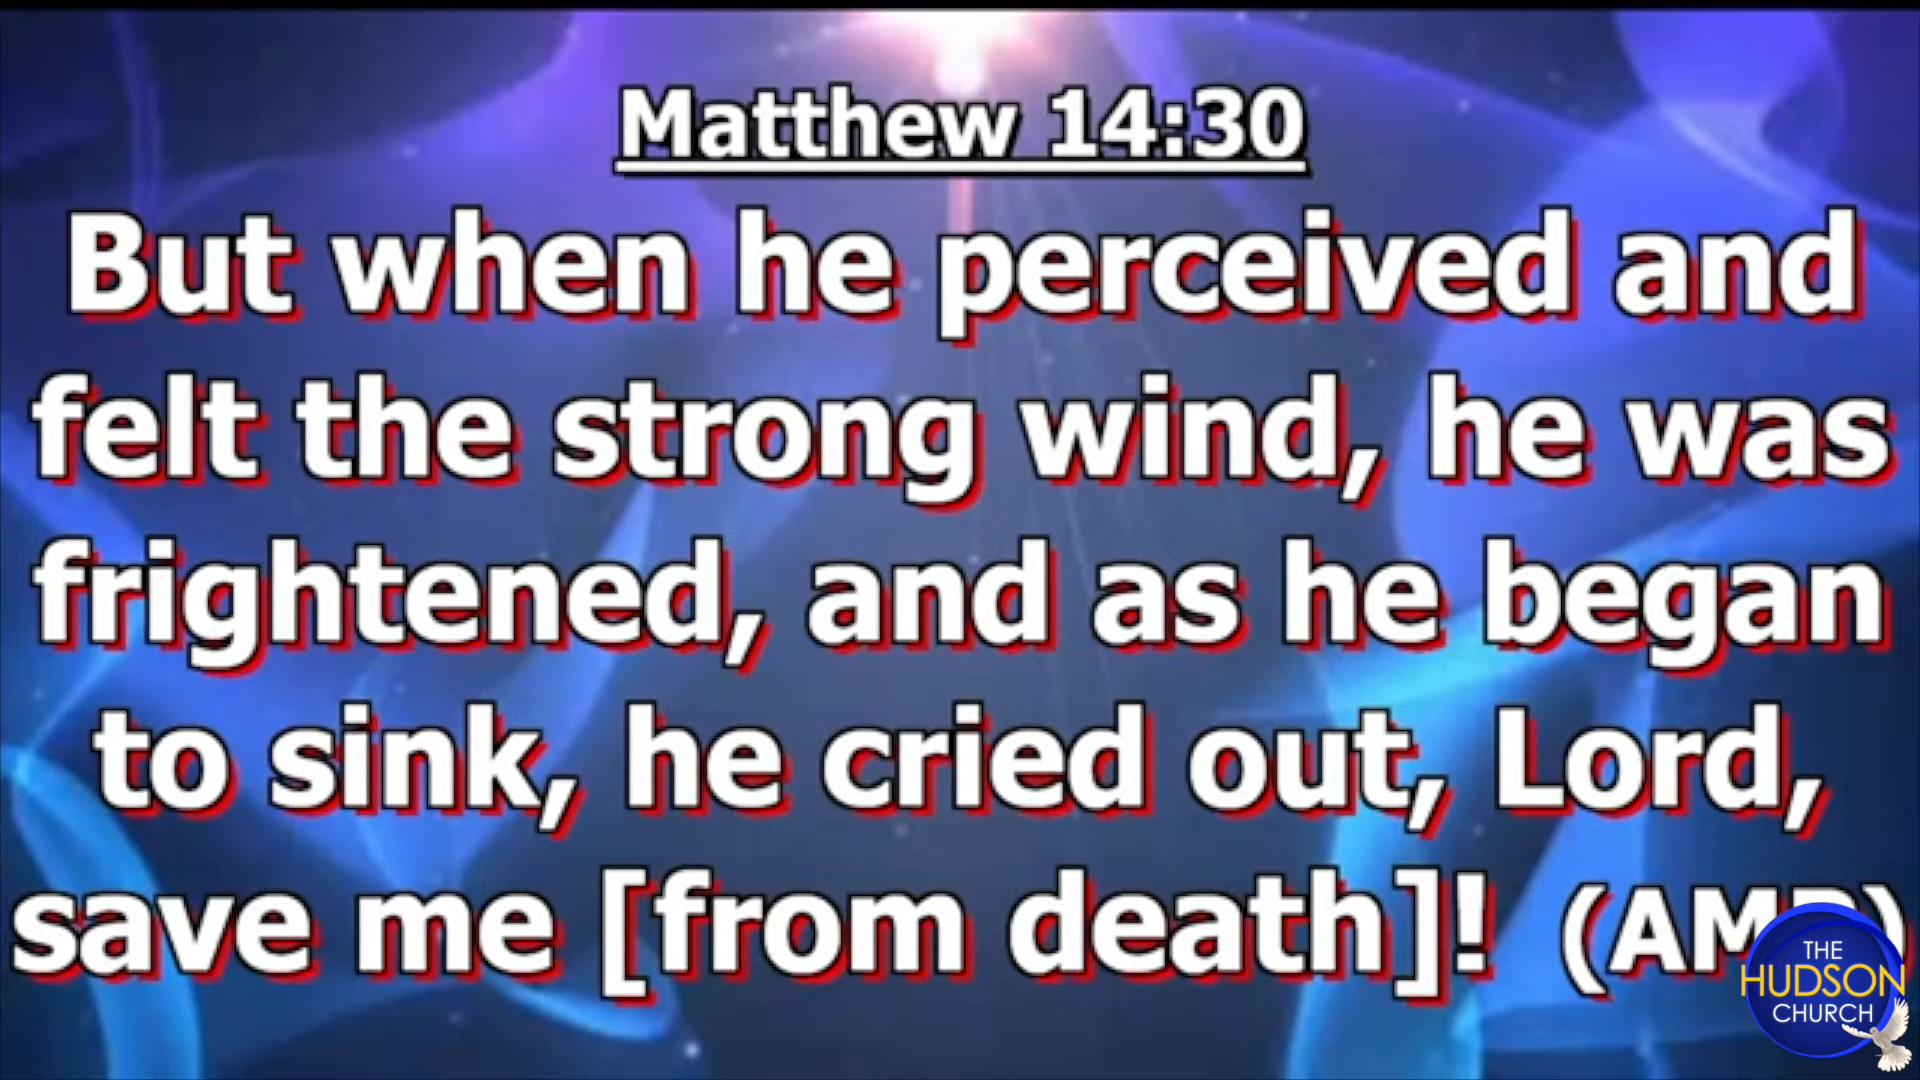 Matthew 14:30
But when he perceived and
felt the strong wind, he was
frightened, and as he began
to sink, he cried out, Lord,
save me [from death]! (AMP)
THE
HUDSON
CHURCH